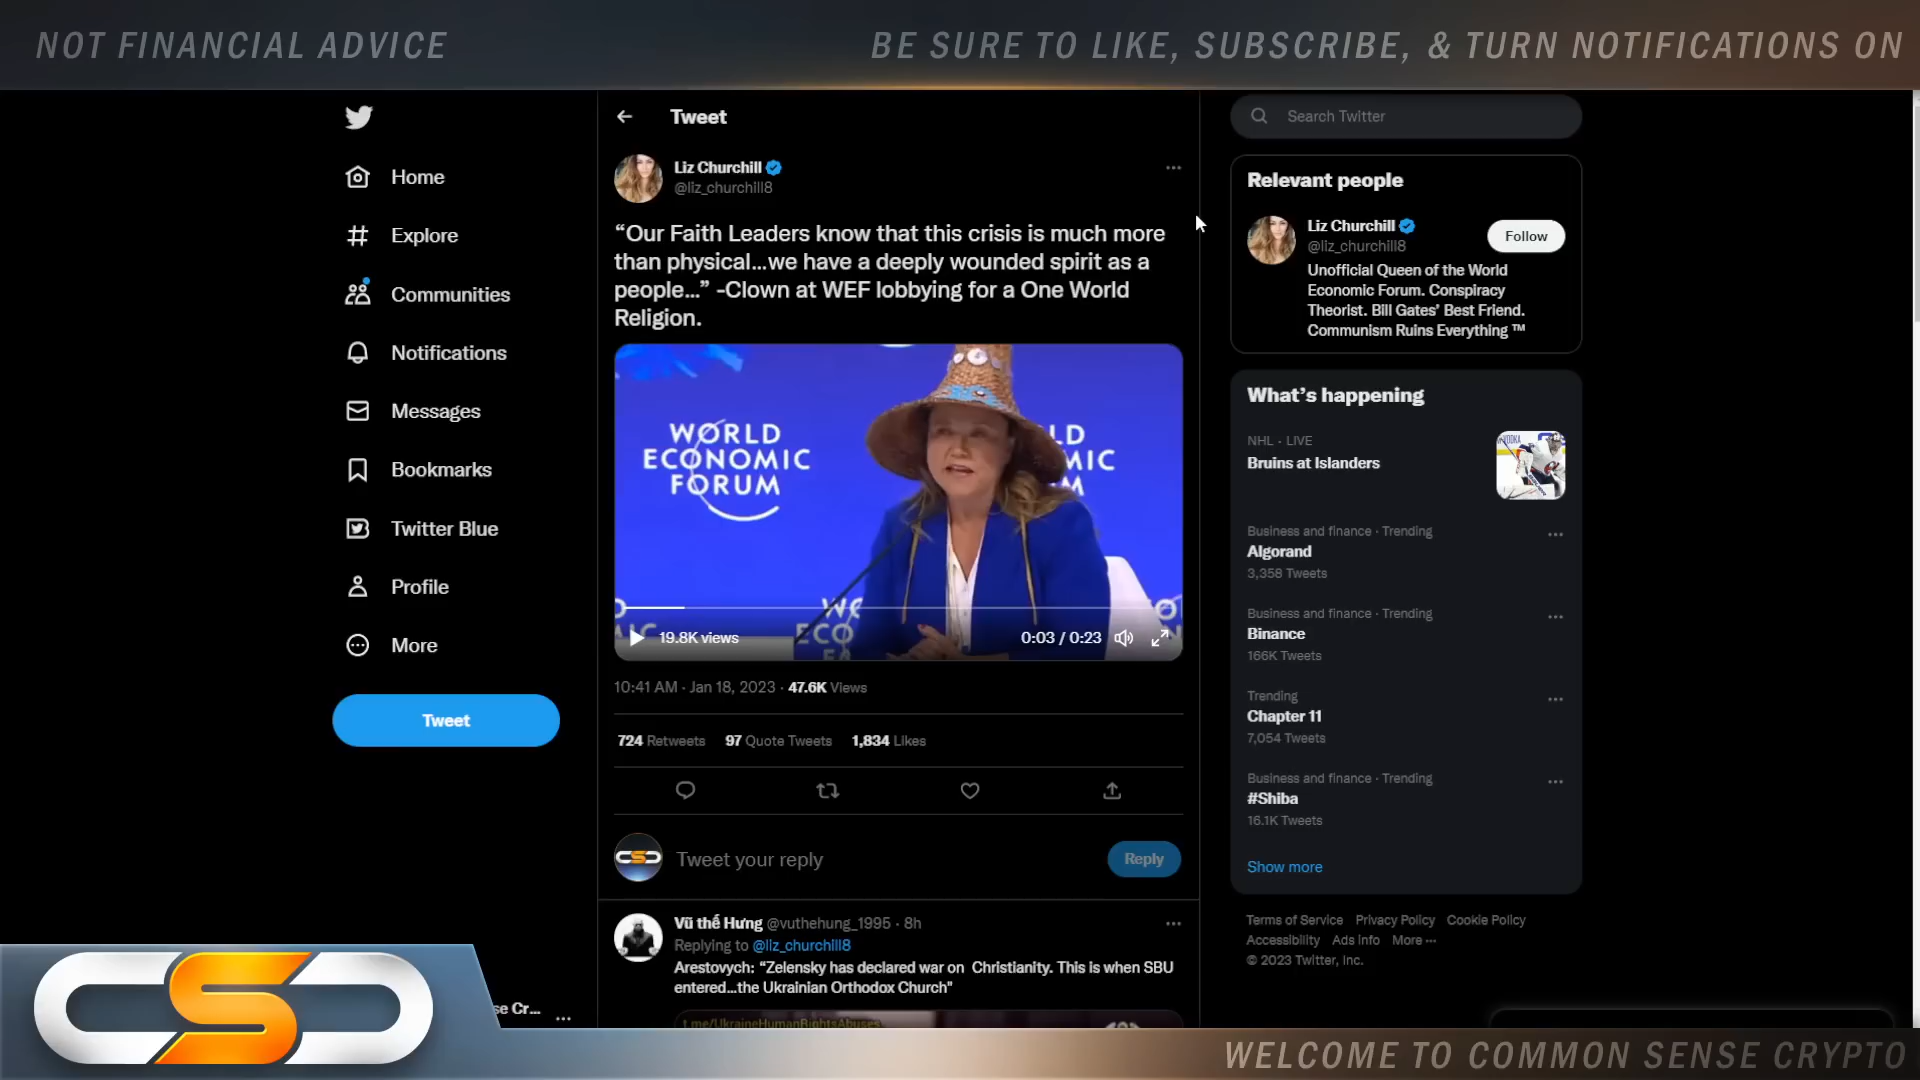 NOT FINANCIAL ADVICE
BE SURE TO LIKE, SUBSCRIBE, & TURN NOTIFICATIONS ON
Home
Explore
Communities
Notifications
Messages
Bookmarks
Twitter Blue
Profile
More
Tweet
se Cr...
Tweet
Liz Churchill
@liz_churchill8
“Our Faith Leaders know that this crisis is much more
than physical...we have a deeply wounded spirit as a
people...” -Clown at WEF lobbying for a One World
Religion.
WORLD
ECONOMIC
FORUM
LD
MIC
M
WO
ECO
19.8K views
0:03 / 0:23
10:41 AM · Jan 18, 2023 · 47.6K Views
724 Retweets 97 Quote Tweets 1,834 Likes
Tweet your reply
Reply
Vũ thế Hưng @vuthehung_1995 · 8h
Replying to @liz_churchill8
Arestovych: “Zelensky has declared war on Christianity. This is when SBU
entered...the Ukrainian Orthodox Church"
t.me/UkraineHumanRightsAbuses
Search Twitter
Relevant people
Liz Churchill
@liz_churchill8
Follow
Unofficial Queen of the World
Economic Forum. Conspiracy
Theorist. Bill Gates’ Best Friend.
Communism Ruins Everything ™
What’s happening
NHL · LIVE
Bruins at Islanders
Business and finance · Trending
Algorand
3,358 Tweets
Business and finance · Trending
Binance
166K Tweets
Trending
Chapter 11
7,054 Tweets
Business and finance · Trending
#Shiba
16.1K Tweets
Show more
Terms of Service Privacy Policy Cookie Policy
Accessibility Ads info More ···
© 2023 Twitter, Inc.
CSC
WELCOME TO COMMON SENSE CRYPTO